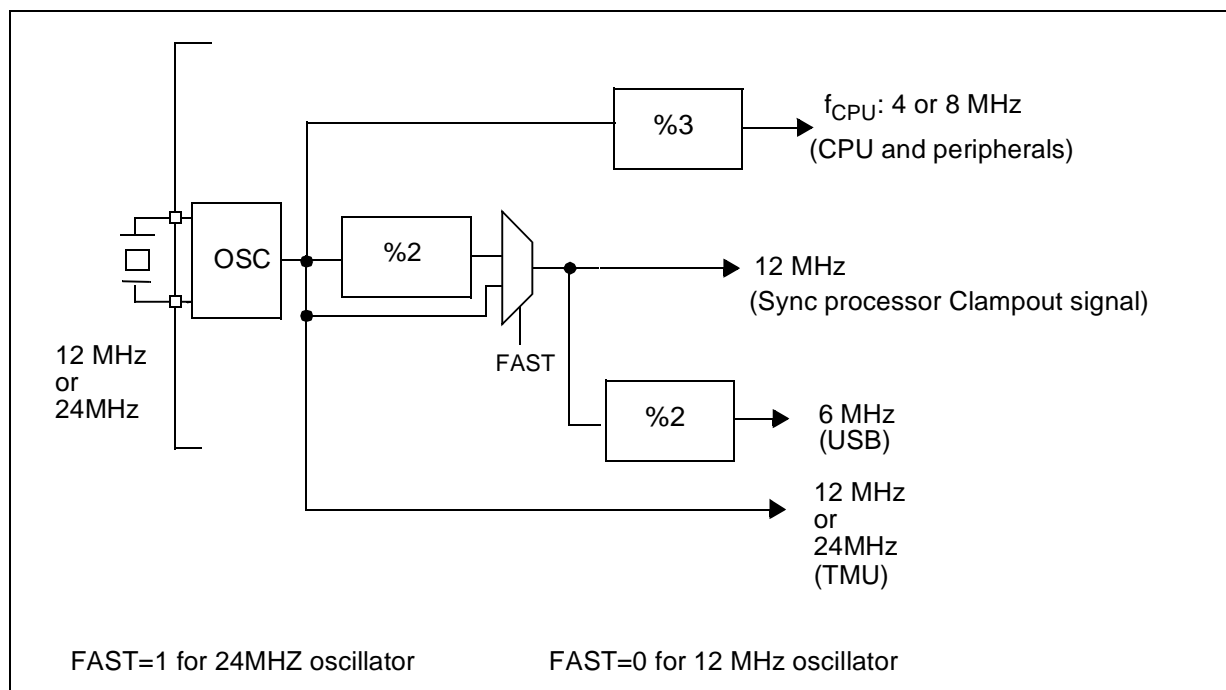 %3
f_CPU: 4 or 8 MHz
(CPU and peripherals)
OSC
%2
12 MHz
(Sync processor Clampout signal)
FAST
12 MHz
or
24MHz
%2
6 MHz
(USB)
12 MHz
or
24MHz
(TMU)
FAST=1 for 24MHZ oscillator
FAST=0 for 12 MHz oscillator